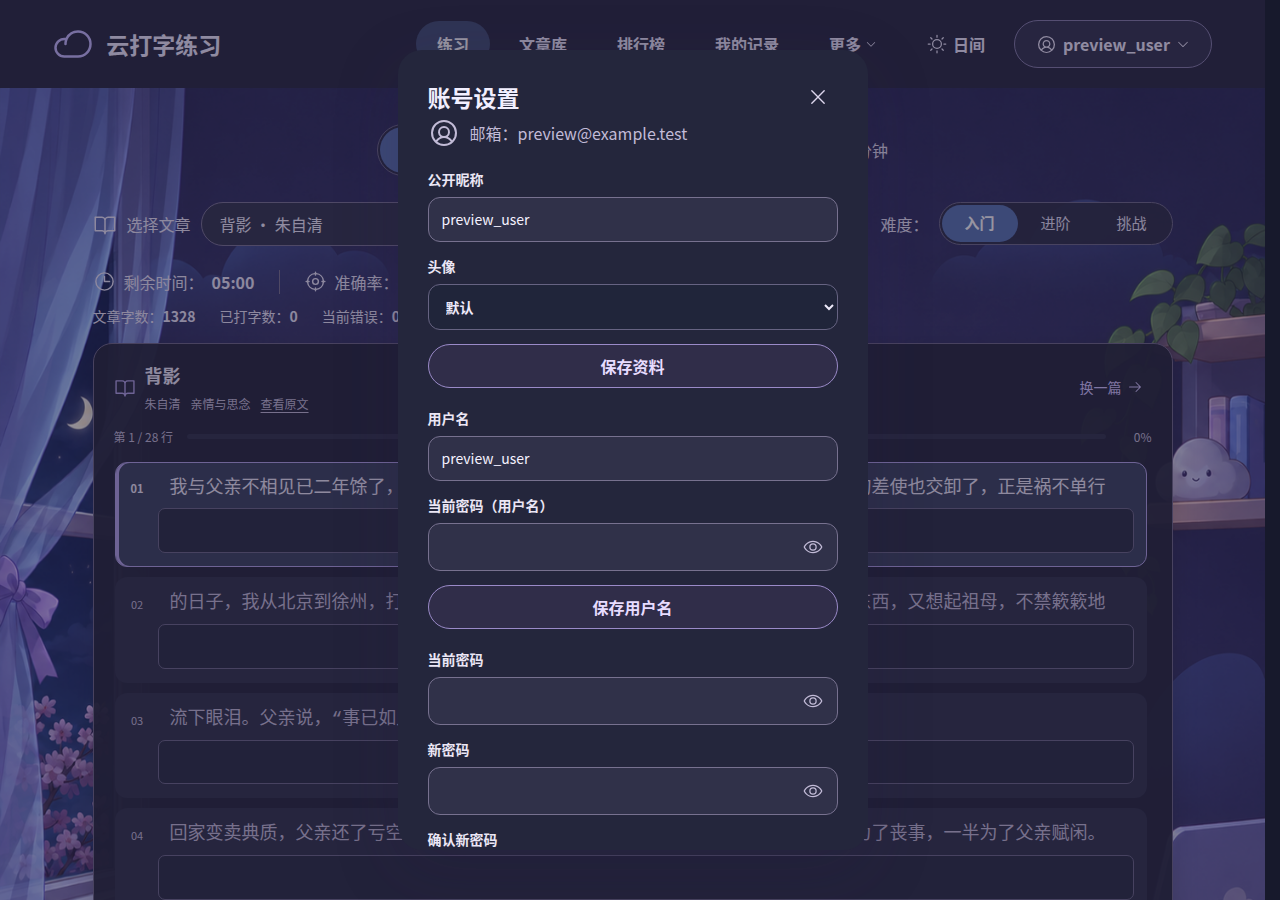 云打字练习
练习 文章库 排行榜 我的记录 更多 日间 preview_user
账号设置
邮箱：preview@example.test
钟
公开昵称
选择文章 背影 · 朱自清
preview_user
难度： 入门 进阶 挑战
头像
剩余时间： 05:00 准确率：
默认
文章字数：1328 已打字数：0 当前错误：0
保存资料
背影
朱自清 亲情与思念 查看原文
换一篇 →
用户名
第 1 / 28 行
0%
preview_user
01 我与父亲不相见已二年馀了，
差使也交卸了，正是祸不单行
当前密码（用户名）
02 的日子，我从北京到徐州，打
西，又想起祖母，不禁簌簌地
保存用户名
当前密码
03 流下眼泪。父亲说，“事已如
新密码
04 回家变卖典质，父亲还了亏空
了丧事，一半为了父亲赋闲。
确认新密码